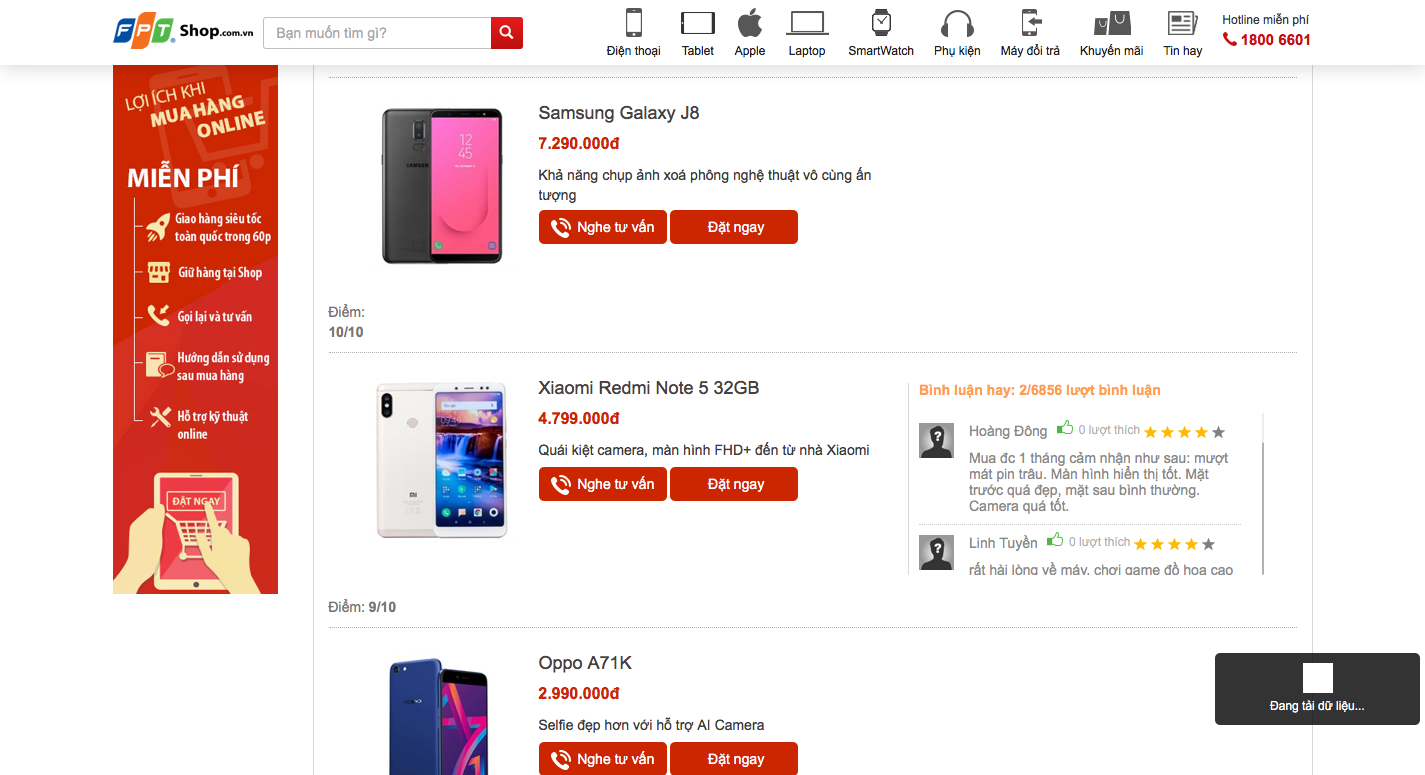 FPT. Shop.com.vn
Bạn muốn tìm gì?
Điện thoại
Tablet
Apple
Laptop
SmartWatch
Phụ kiện
Máy đổi trả
Khuyến mãi
Tin hay
Hotline miễn phí
1800 6601
LỢI ÍCH KHI
MUA HÀNG
ONLINE
MIỄN PHÍ
Giao hàng siêu tốc
toàn quốc trong 60p
Giữ hàng tại Shop
Gọi lại và tư vấn
Hướng dẫn sử dụng
sau mua hàng
Hỗ trợ kỹ thuật
online
ĐẶT NGAY
12
45
SAMSUNG
Samsung Galaxy J8
7.290.000đ
Khả năng chụp ảnh xoá phông nghệ thuật vô cùng ấn
tượng
Nghe tư vấn
Đặt ngay
Điểm:
10/10
mi
Xiaomi Redmi Note 5 32GB
4.799.000đ
Quái kiệt camera, màn hình FHD+ đến từ nhà Xiaomi
Nghe tư vấn
Đặt ngay
Bình luận hay: 2/6856 lượt bình luận
Hoàng Đông 0 lượt thích
Mua đc 1 tháng cảm nhận như sau: mượt
mát pin trâu. Màn hình hiển thị tốt. Mặt
trước quá đẹp, mặt sau bình thường.
Camera quá tốt.
Linh Tuyền 0 lượt thích
rất hài lòng về máy, chơi game đồ họa cao
Điểm: 9/10
Oppo A71K
2.990.000đ
Selfie đẹp hơn với hỗ trợ AI Camera
Nghe tư vấn
Đặt ngay
Đang tải dữ liệu...